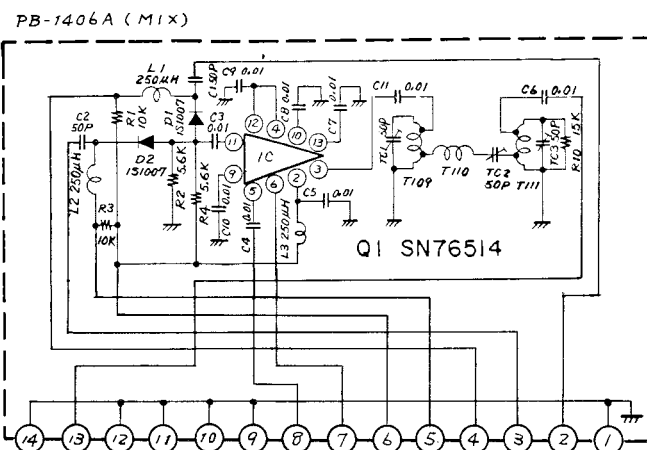 PB-1406A (MIX)
L1
250μH
C1 50P
C9 0.01
C8 0.01
C7 0.01
C11 0.01
C6 0.01
C2
50P
R1
10K
D1
1S1007
C3
0.01
D2
1S1007
11
12
4
10
13
3
9
5
6
2
IC
TC1 50P
T109
T110
TC2
50P
T111
TC3 50P
R10 15K
L2 250μH
R3
10K
R2 5.6K
R4 5.6K
C10 0.01
C4 0.01
L3 250μH
C5 0.01
Q1 SN76514
14 13 12 11 10 9 8 7 6 5 4 3 2 1